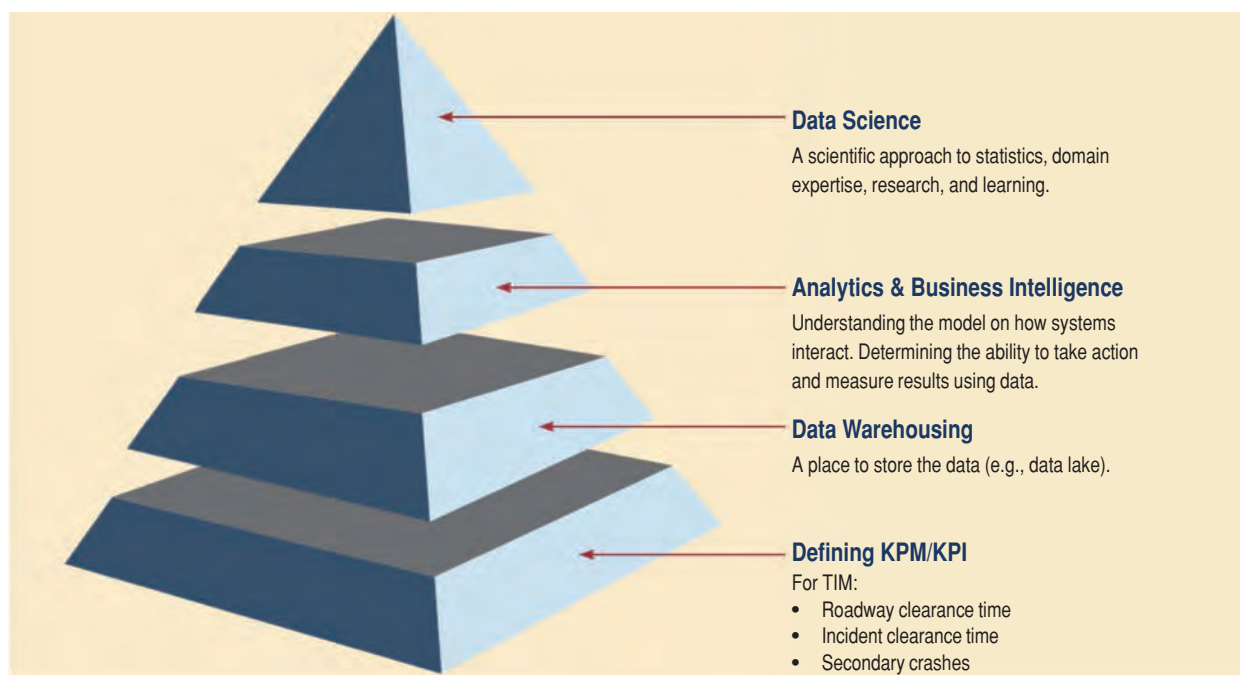 Data Science
A scientific approach to statistics, domain
expertise, research, and learning.
Analytics & Business Intelligence
Understanding the model on how systems
interact. Determining the ability to take action
and measure results using data.
Data Warehousing
A place to store the data (e.g., data lake).
Defining KPM/KPI
For TIM:
• Roadway clearance time
• Incident clearance time
• Secondary crashes